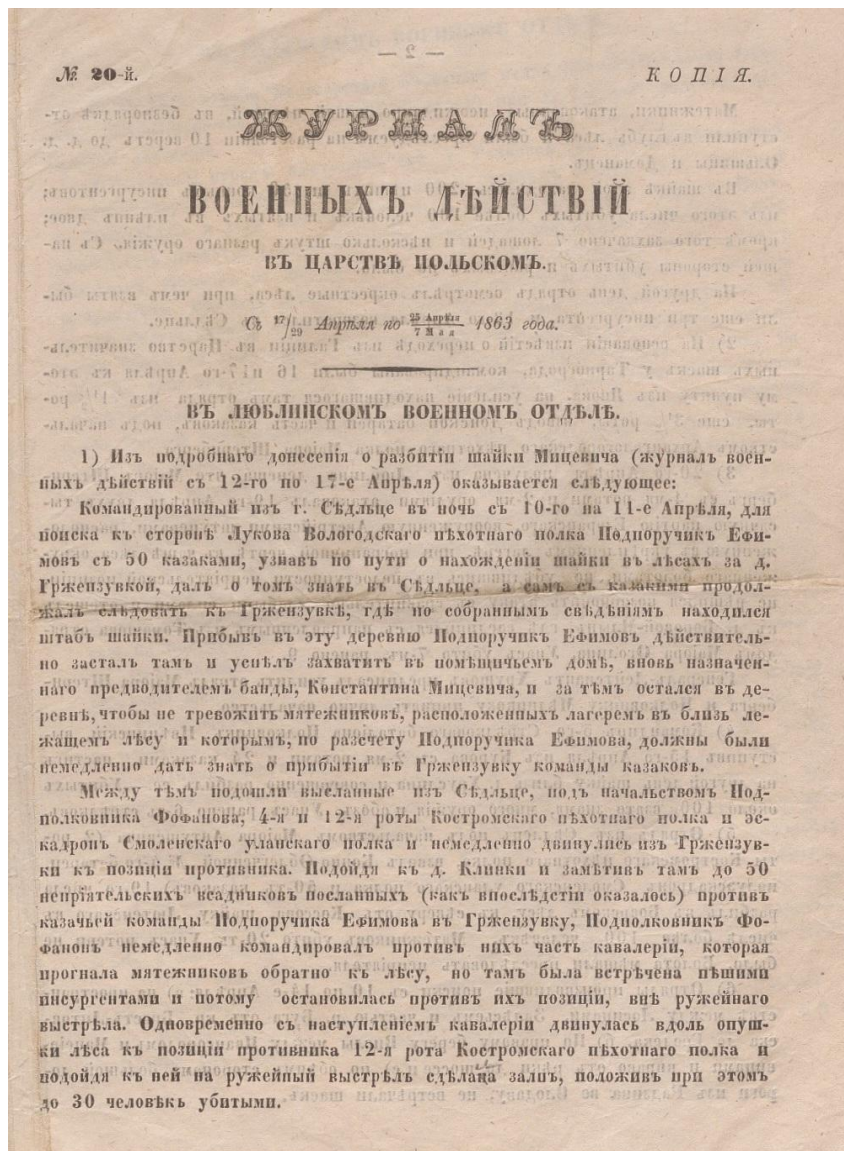 — 2 —
№ 20-й.
КОПІЯ.
ЖУРНАЛЪ
ВОЕННЫХЪ ДѢЙСТВІЙ
ВЪ ЦАРСТВѢ ПОЛЬСКОМЪ.
Съ 17/29 Апрѣля по 25 Апрѣля/7 Мая 1863 года.
ВЪ ЛЮБЛИНСКОМЪ ВОЕННОМЪ ОТДѢЛѢ.
1) Изъ подробнаго донесенія о разбитіи шайки Мицевича (журналъ воен-
ныхъ дѣйствій съ 12-го по 17-е Апрѣля) оказывается слѣдующее:
Командированный изъ г. Сѣдльце въ ночь съ 10-го на 11-е Апрѣля, для
поиска къ сторонѣ Лукова Вологодскаго пѣхотнаго полка Подпоручикъ Ефи-
мовъ съ 50 казаками, узнавъ по пути о нахожденіи шайки въ лѣсахъ за д.
Гржензувкой, далъ о томъ знать въ Сѣдльце, а самъ съ казаками продол-
жалъ слѣдовать къ Гржензувкѣ, гдѣ по собраннымъ свѣдѣніямъ находился
штабъ шайки. Прибывъ въ эту деревню Подпоручикъ Ефимовъ дѣйствитель-
но засталъ тамъ и успѣлъ захватить въ помѣщичьемъ домѣ, вновь назначен-
наго предводителемъ банды, Константина Мицевича, и за тѣмъ остался въ де-
ревнѣ, чтобы не тревожить мятежниковъ, расположенныхъ лагеремъ въ близь ле-
жащемъ лѣсу и которымъ, по разсчету Подпоручика Ефимова, должны были
немедленно дать знать о прибытіи въ Гржензувку команды казаковъ.
Между тѣмъ подошли высланные изъ Сѣдльце, подъ начальствомъ Под-
полковника Фофанова, 4-я и 12-я роты Костромскаго пѣхотнаго полка и эс-
кадронъ Смоленскаго уланскаго полка и немедленно двинулись изъ Гржензув-
ки къ позиціи противника. Подойдя къ д. Клинки и замѣтивъ тамъ до 50
непріятельскихъ всадниковъ посланныхъ (какъ впослѣдстіи оказалось) противъ
казачьей команды Подпоручика Ефимова въ Гржензувку, Подполковникъ Фо-
фановъ немедленно командировалъ противъ нихъ часть кавалеріи, которая
прогнала мятежниковъ обратно къ лѣсу, но тамъ была встрѣчена пѣшими
инсургентами и потому остановилась противъ ихъ позиціи, внѣ ружейнаго
выстрѣла. Одновременно съ наступленіемъ кавалеріи двинулась вдоль опуш-
ки лѣса къ позиціи противника 12-я рота Костромскаго пѣхотнаго полка и
подойдя къ ней на ружейный выстрѣлъ сдѣлала залпъ, положивъ при этомъ
до 30 человѣкъ убитыми.